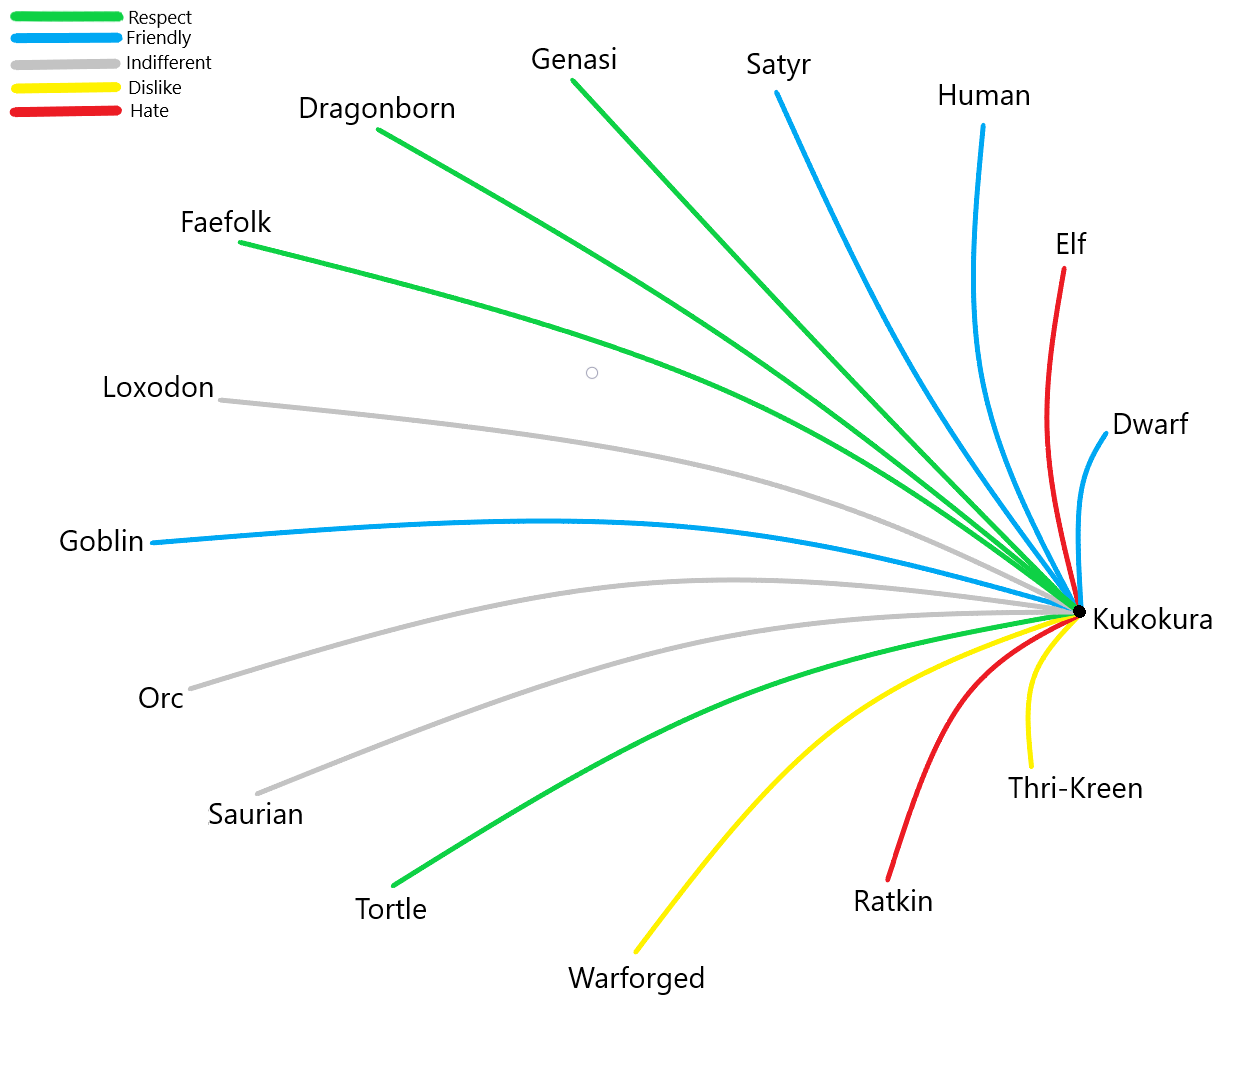 Respect
Friendly
Indifferent
Dislike
Hate
Genasi
Satyr
Human
Dragonborn
Faefolk
Elf
Loxodon
Dwarf
Goblin
Kukokura
Orc
Thri-Kreen
Saurian
Ratkin
Tortle
Warforged